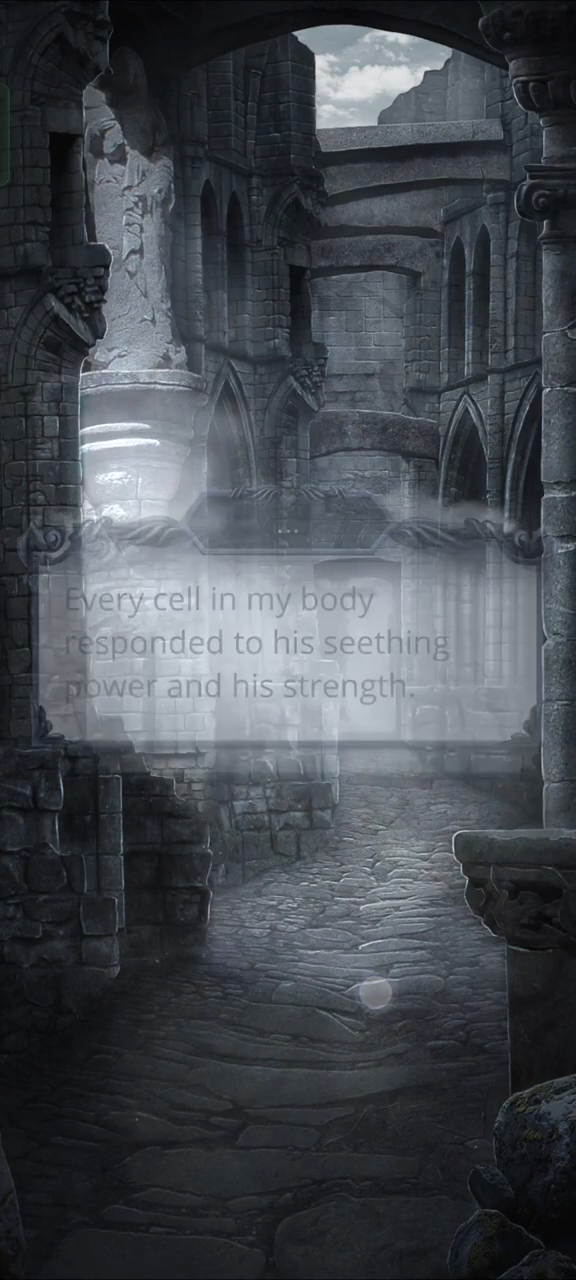 ...
Every cell in my body
responded to his seething
power and his strength.